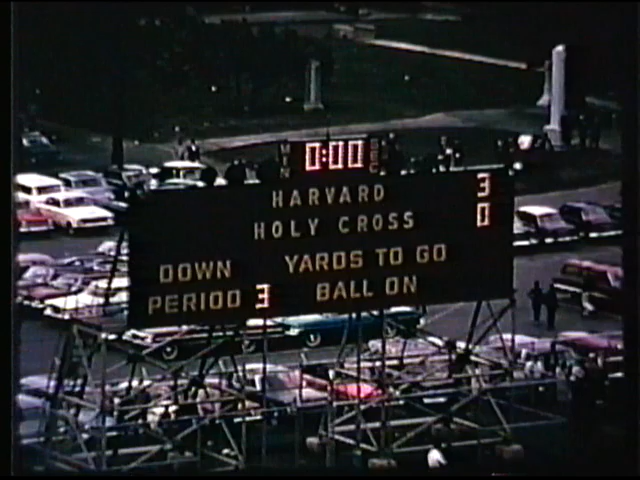 MIN 0:00 SEC
HARVARD 3
HOLY CROSS 0
DOWN YARDS TO GO
PERIOD 3 BALL ON